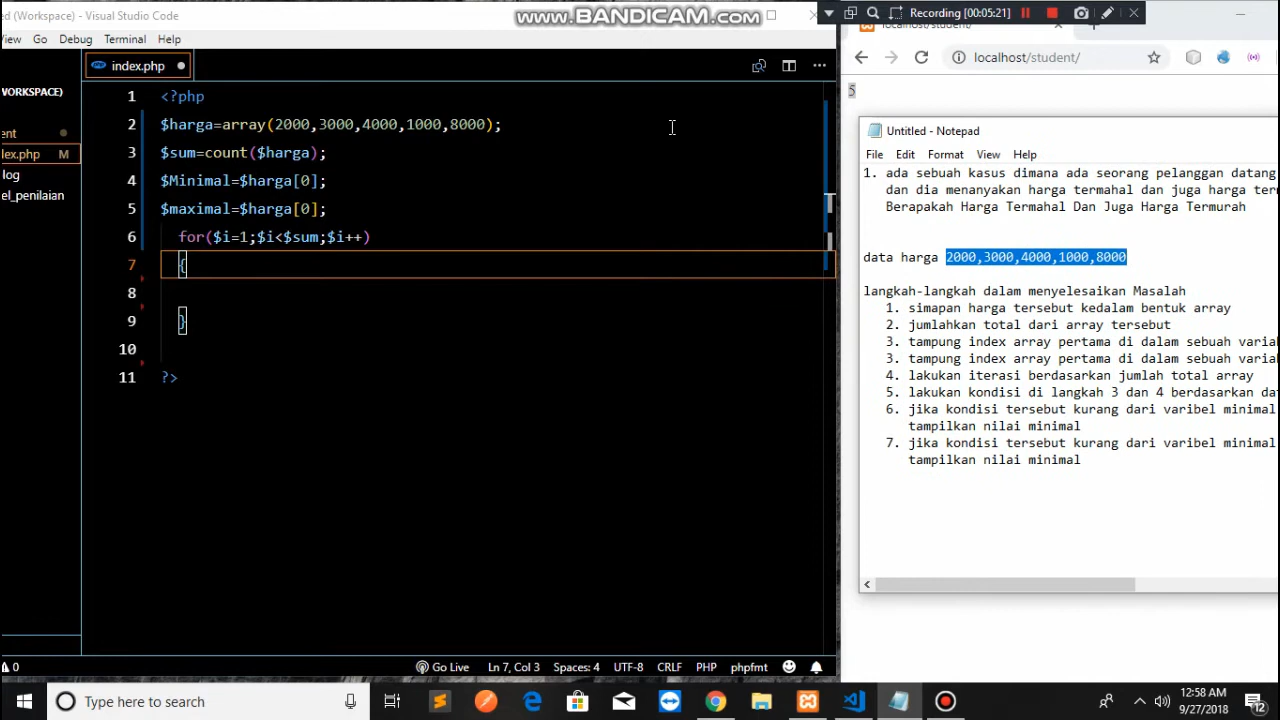 ed (Workspace) - Visual Studio Code
www.BANDICAM.com
Recording [00:05:21]
View Go Debug Terminal Help
index.php
localhost/student/
WORKSPACE)
ent
dex.php M
log
el_penilaian
5
1 <?php
2 $harga=array(2000,3000,4000,1000,8000);
3 $sum=count($harga);
4 $Minimal=$harga[0];
5 $maximal=$harga[0];
6 for($i=1;$i<$sum;$i++)
7 {
8
9 }
10
11 ?>
Untitled - Notepad
File Edit Format View Help
1. ada sebuah kasus dimana ada seorang pelanggan datang
dan dia menanyakan harga termahal dan juga harga ter
Berapakah Harga Termahal Dan Juga Harga Termurah
data harga 2000,3000,4000,1000,8000
langkah-langkah dalam menyelesaikan Masalah
1. simapan harga tersebut kedalam bentuk array
2. jumlahkan total dari array tersebut
3. tampung index array pertama di dalam sebuah varia
3. tampung index array pertama di dalam sebuah varia
4. lakukan iterasi berdasarkan jumlah total array
5. lakukan kondisi di langkah 3 dan 4 berdasarkan da
6. jika kondisi tersebut kurang dari varibel minimal
tampilkan nilai minimal
7. jika kondisi tersebut kurang dari varibel minimal
tampilkan nilai minimal
0 Go Live Ln 7, Col 3 Spaces: 4 UTF-8 CRLF PHP phpfmt
Type here to search
12:58 AM
9/27/2018
12